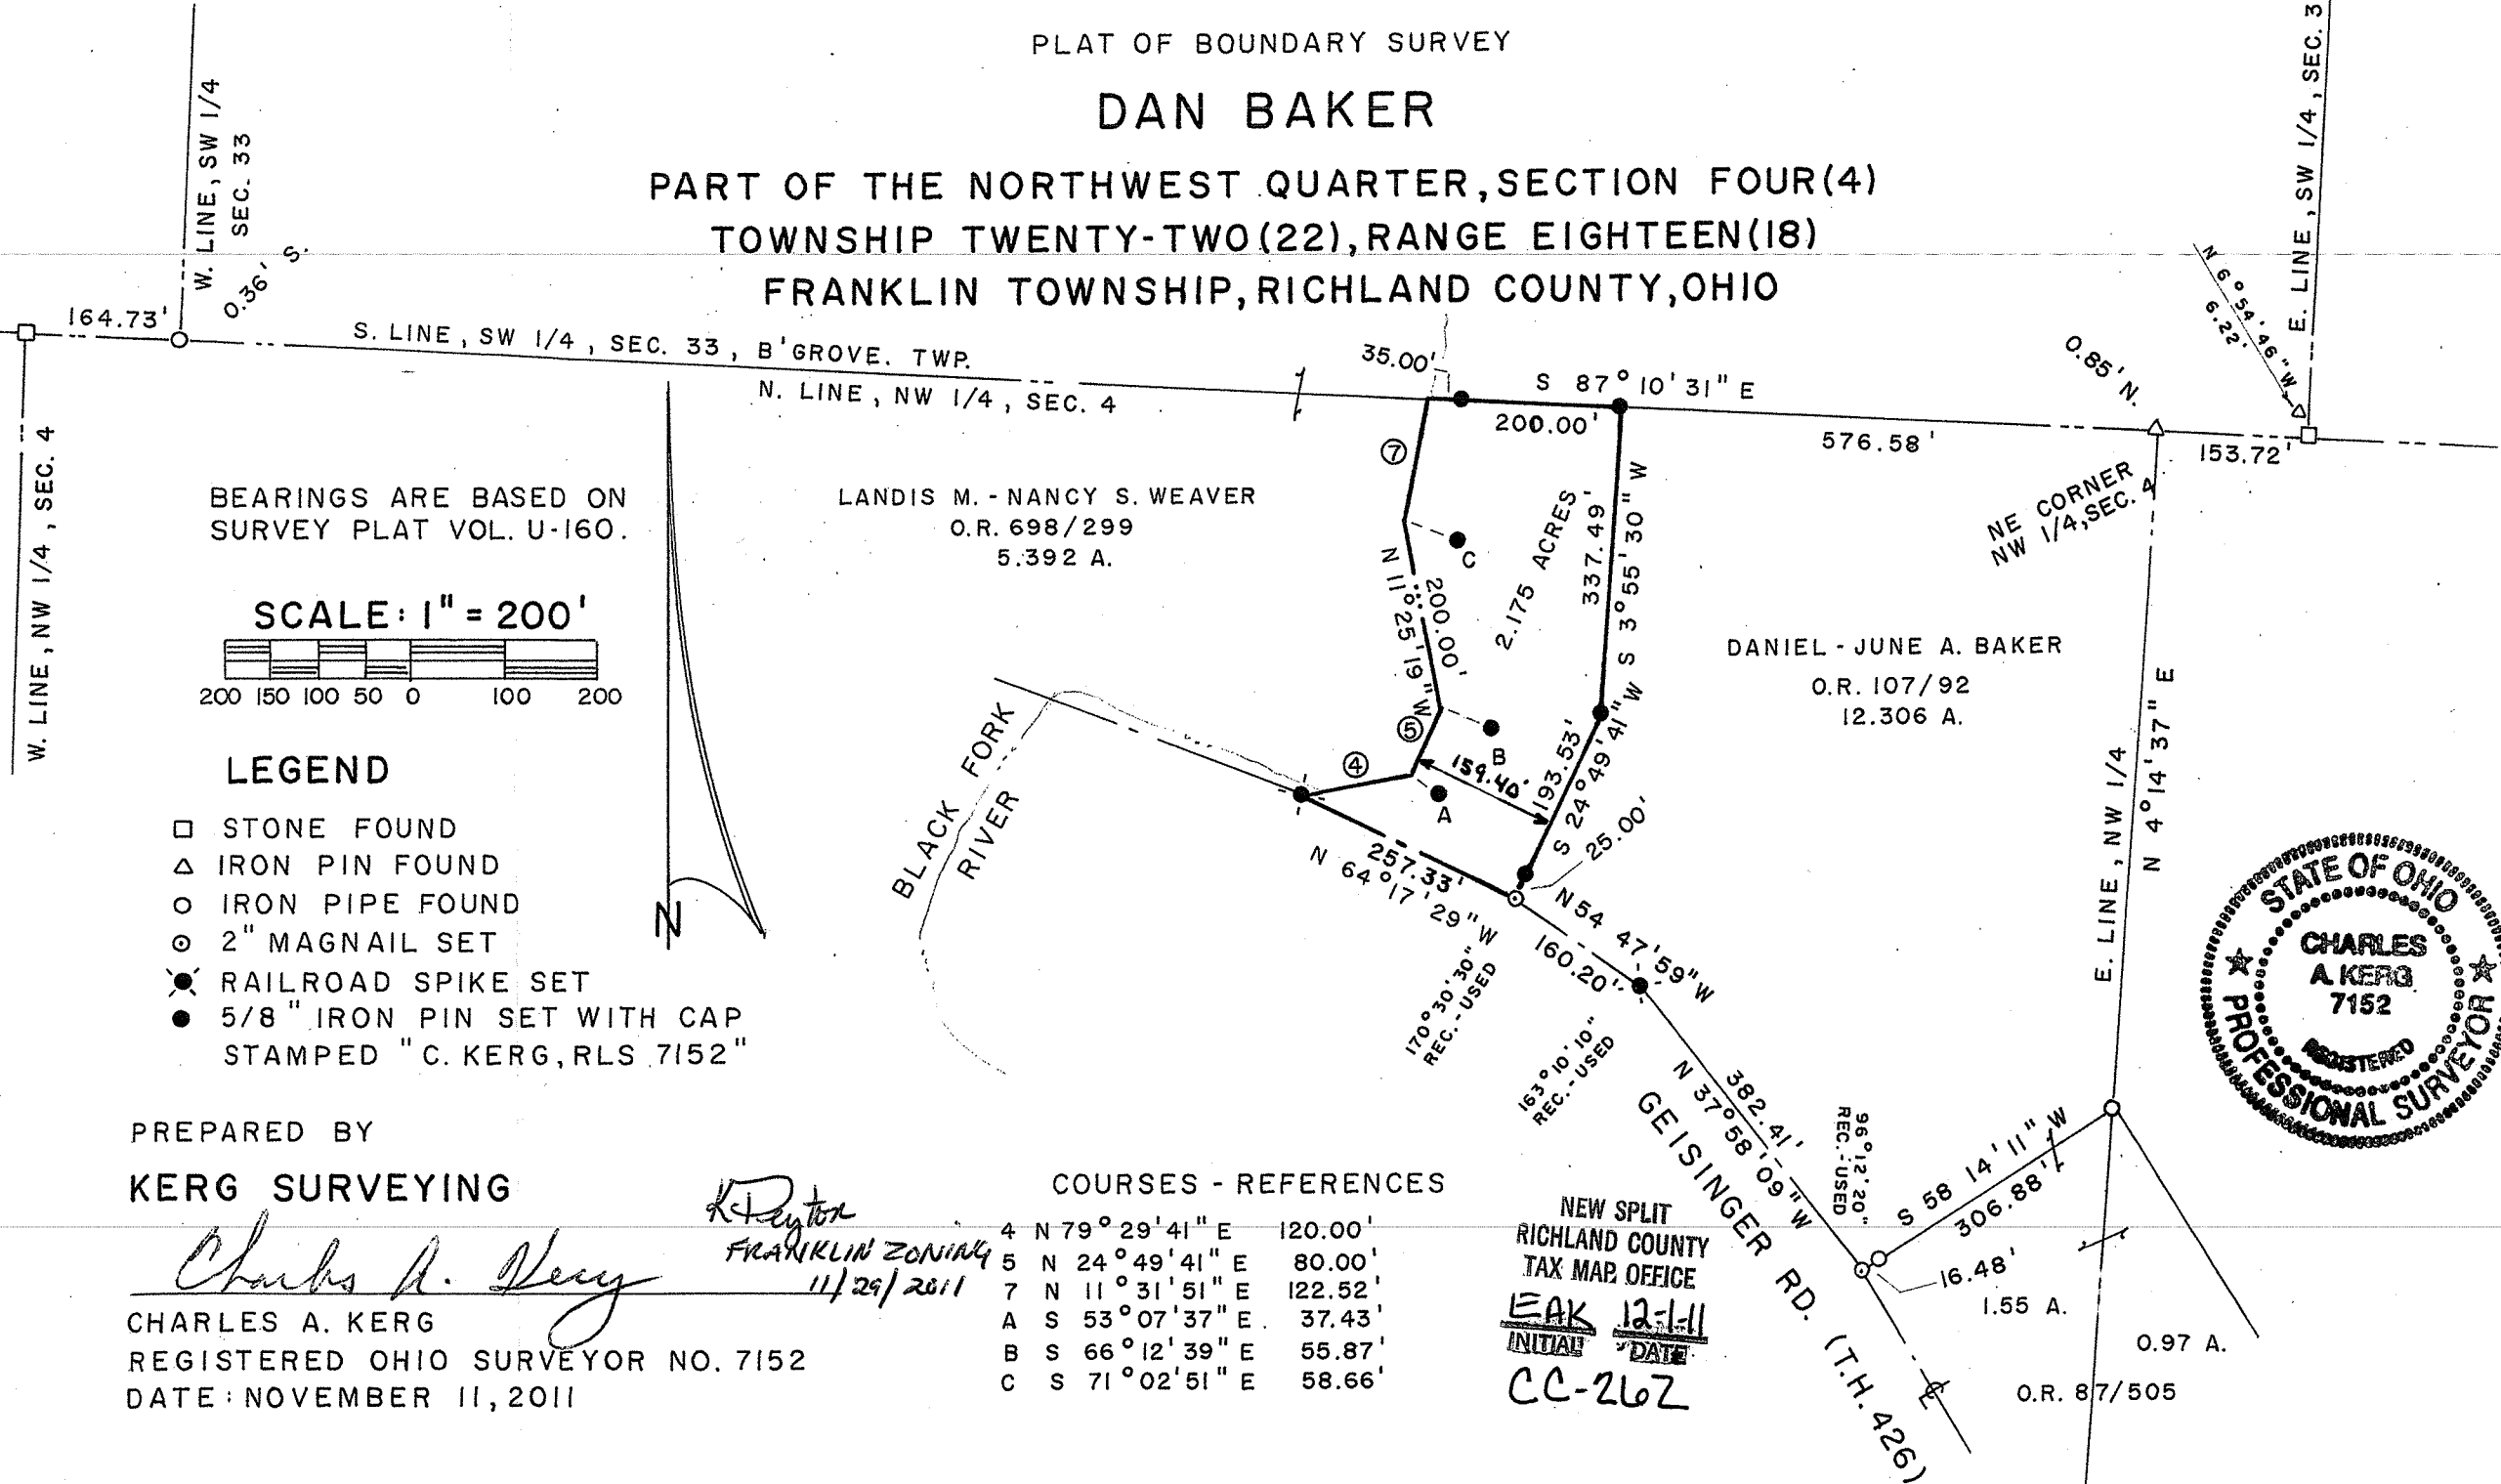 PLAT OF BOUNDARY SURVEY
DAN BAKER
PART OF THE NORTHWEST QUARTER, SECTION FOUR(4)
TOWNSHIP TWENTY-TWO(22), RANGE EIGHTEEN(18)
FRANKLIN TOWNSHIP, RICHLAND COUNTY, OHIO
W. LINE, SW 1/4
SEC. 33
0.36' S.
164.73'
S. LINE, SW 1/4, SEC. 33, B'GROVE. TWP.
N. LINE, NW 1/4, SEC. 4
35.00'
S 87°10'31" E
200.00'
576.58'
0.85' N.
N 6°54'46" W
6.22'
E. LINE, SW 1/4, SEC. 3
153.72'
NE CORNER
NW 1/4, SEC. 4
W. LINE, NW 1/4, SEC. 4
BEARINGS ARE BASED ON
SURVEY PLAT VOL. U-160.
SCALE: 1" = 200'
200 150 100 50 0 100 200
LANDIS M. - NANCY S. WEAVER
O.R. 698/299
5.392 A.
7
C
N 11°25'19" W
200.00'
2.175 ACRES
337.49'
S 3°55'30" W
5
B
4
A
159.40'
193.53'
S 24°49'41" W
25.00'
257.33'
N 64°17'29" W
DANIEL - JUNE A. BAKER
O.R. 107/92
12.306 A.
E. LINE, NW 1/4
N 4°14'37" E
BLACK FORK
RIVER
N
LEGEND
STONE FOUND
IRON PIN FOUND
IRON PIPE FOUND
2" MAGNAIL SET
RAILROAD SPIKE SET
5/8" IRON PIN SET WITH CAP
STAMPED "C. KERG, RLS 7152"
N 54 47'59" W
160.20'
170°30'30"
REC.-USED
163°10'10"
REC.-USED
382.41'
N 37°58'09" W
GEISINGER RD. (T.H. 426)
96°12'20"
REC.-USED
S 58 14'11" W
306.88'
16.48'
1.55 A.
0.97 A.
O.R. 87/505
STATE OF OHIO
CHARLES
A. KERG
7152
REGISTERED
PROFESSIONAL SURVEYOR
PREPARED BY
KERG SURVEYING
Charles A. Kerg
CHARLES A. KERG
REGISTERED OHIO SURVEYOR NO. 7152
DATE: NOVEMBER 11, 2011
K Peyton
FRANKLIN ZONING
11/29/2011
COURSES - REFERENCES
4 N 79°29'41" E 120.00'
5 N 24°49'41" E 80.00'
7 N 11°31'51" E 122.52'
A S 53°07'37" E. 37.43'
B S 66°12'39" E 55.87'
C S 71°02'51" E 58.66'
NEW SPLIT
RICHLAND COUNTY
TAX MAP OFFICE
EAK 12-1-11
INITIAL DATE
CC-262